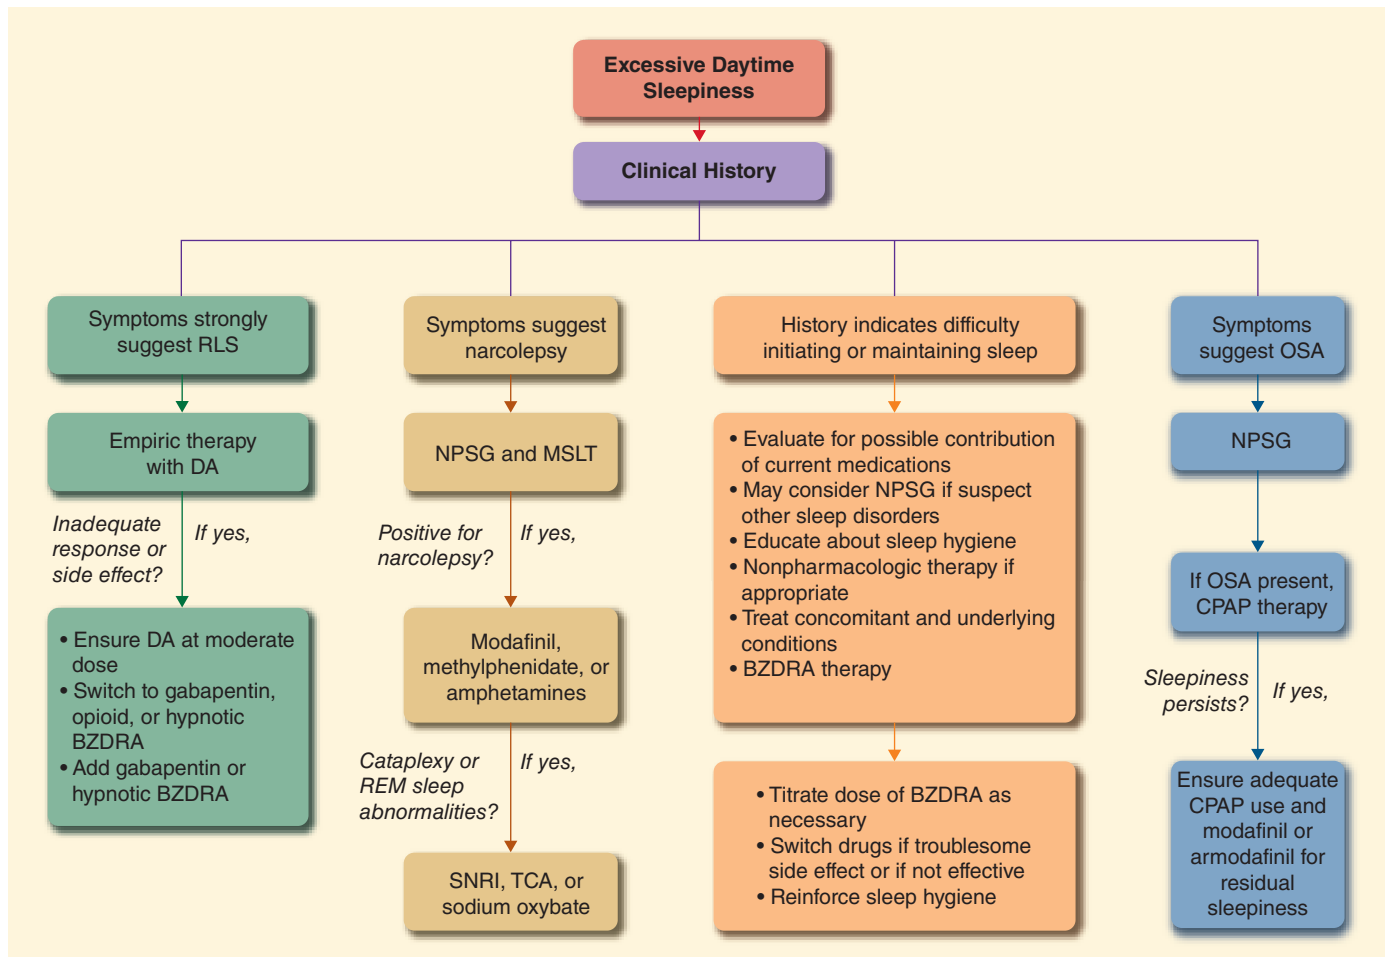 Excessive Daytime
Sleepiness
Clinical History
Symptoms strongly
suggest RLS
Empiric therapy
with DA
Inadequate
response or
side effect?
If yes,
• Ensure DA at moderate
dose
• Switch to gabapentin,
opioid, or hypnotic
BZDRA
• Add gabapentin or
hypnotic BZDRA
Symptoms suggest
narcolepsy
NPSG and MSLT
Positive for
narcolepsy?
If yes,
Modafinil,
methylphenidate, or
amphetamines
Cataplexy or
REM sleep
abnormalities?
If yes,
SNRI, TCA, or
sodium oxybate
History indicates difficulty
initiating or maintaining sleep
• Evaluate for possible contribution
of current medications
• May consider NPSG if suspect
other sleep disorders
• Educate about sleep hygiene
• Nonpharmacologic therapy if
appropriate
• Treat concomitant and underlying
conditions
• BZDRA therapy
• Titrate dose of BZDRA as
necessary
• Switch drugs if troublesome
side effect or if not effective
• Reinforce sleep hygiene
Symptoms
suggest OSA
NPSG
If OSA present,
CPAP therapy
Sleepiness
persists?
If yes,
Ensure adequate
CPAP use and
modafinil or
armodafinil for
residual
sleepiness